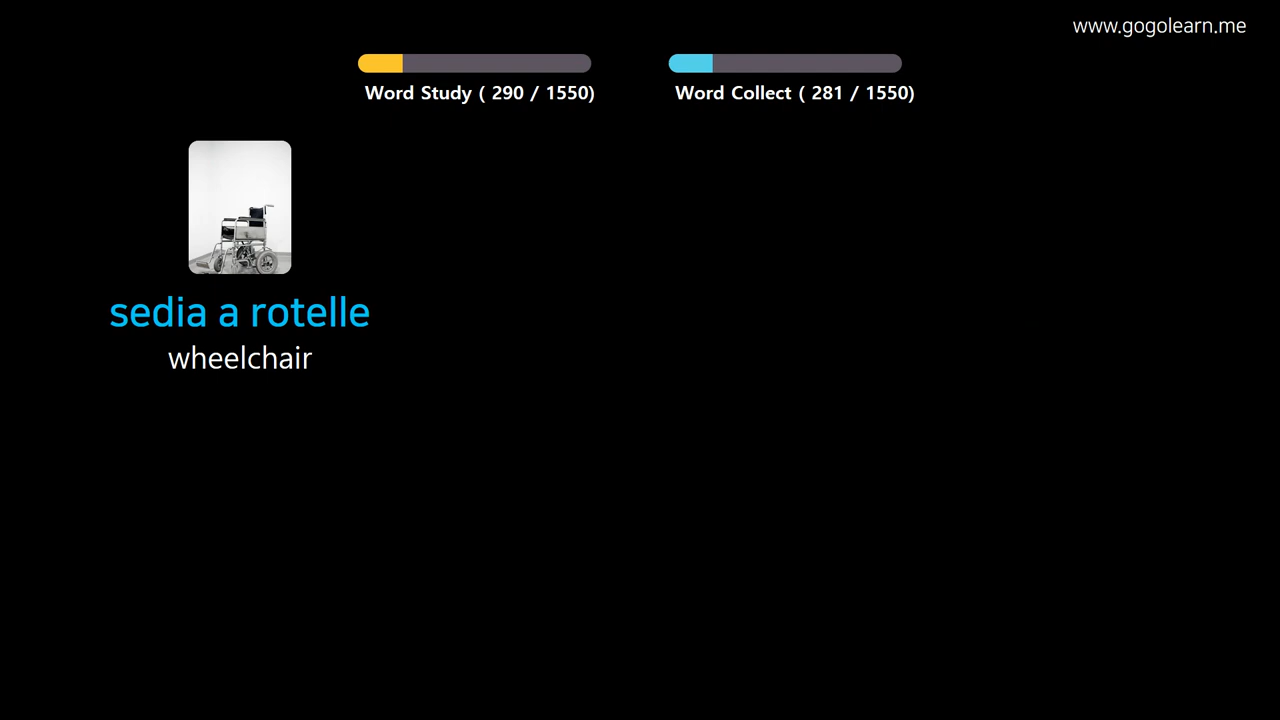 www.gogolearn.me
Word Study ( 290 / 1550)
Word Collect ( 281 / 1550)
sedia a rotelle
wheelchair